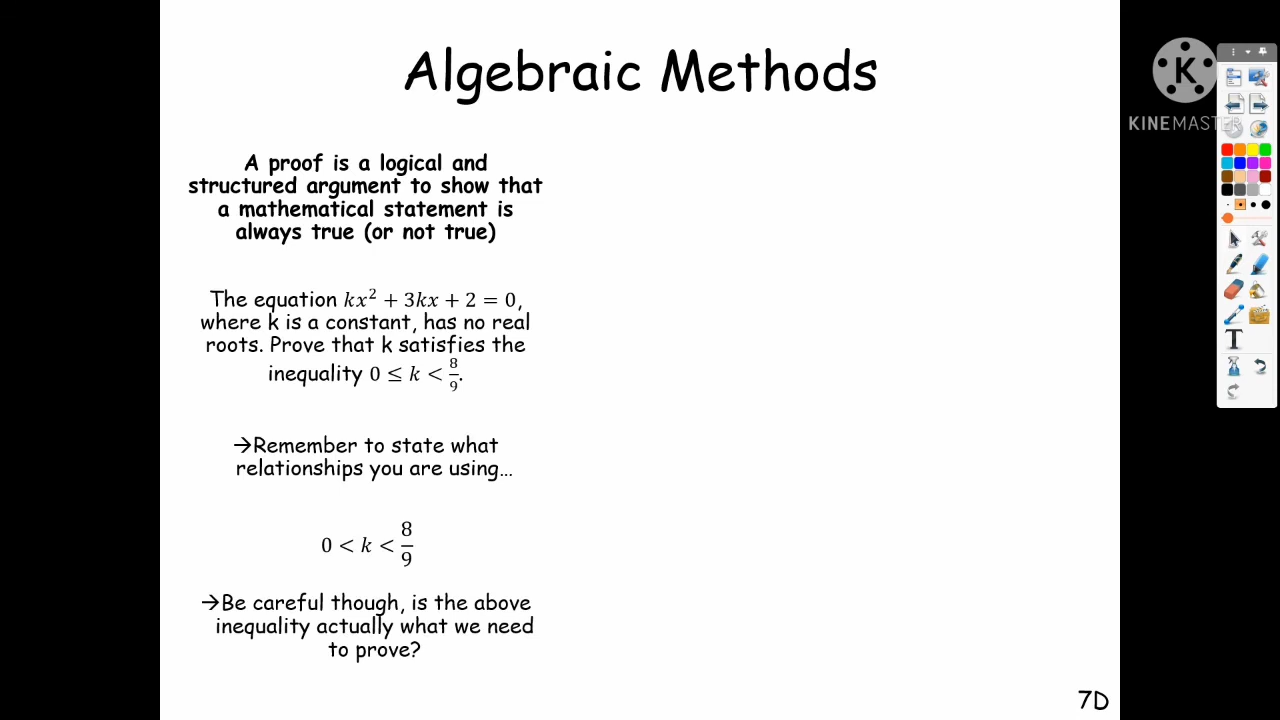 Algebraic Methods
KINEMASTER
A proof is a logical and
structured argument to show that
a mathematical statement is
always true (or not true)
The equation 𝑘𝑥² + 3𝑘𝑥 + 2 = 0,
where k is a constant, has no real
roots. Prove that k satisfies the
inequality 0 ≤ 𝑘 < 8/9.
→Remember to state what
relationships you are using…
0 < 𝑘 < 8/9
→Be careful though, is the above
inequality actually what we need
to prove?
7D